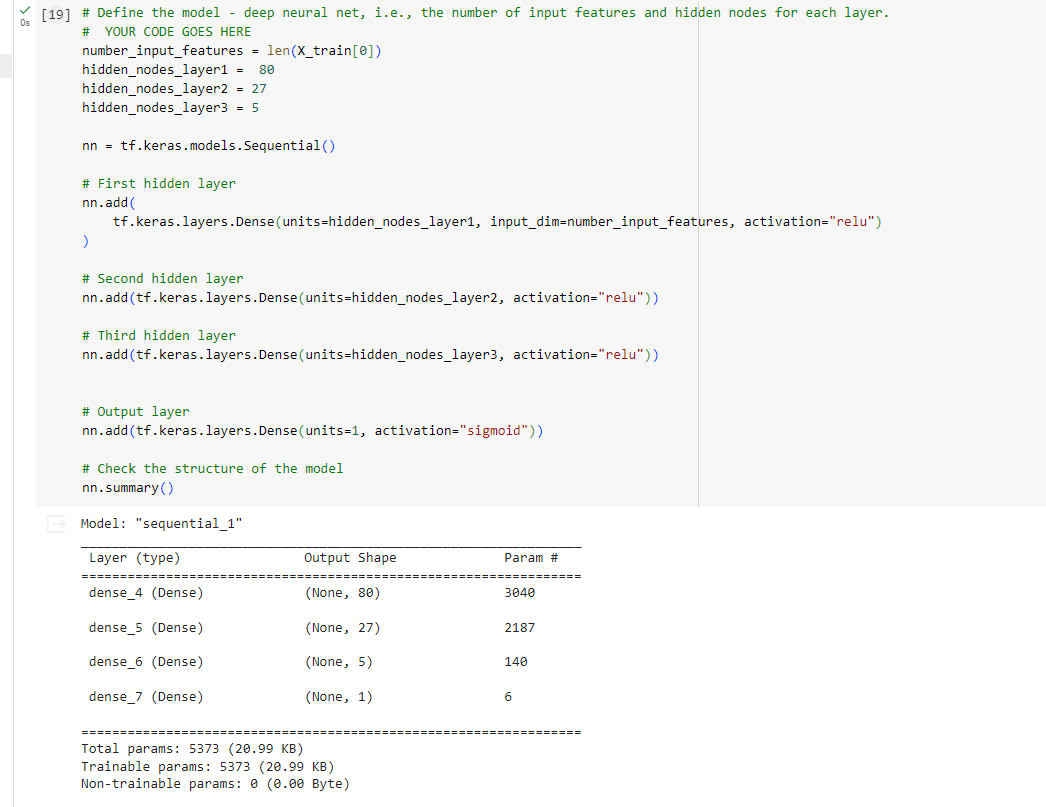 [19] # Define the model - deep neural net, i.e., the number of input features and hidden nodes for each layer.
0s
#  YOUR CODE GOES HERE
number_input_features = len(X_train[0])
hidden_nodes_layer1 =  80
hidden_nodes_layer2 = 27
hidden_nodes_layer3 = 5
nn = tf.keras.models.Sequential()
# First hidden layer
nn.add(
    tf.keras.layers.Dense(units=hidden_nodes_layer1, input_dim=number_input_features, activation="relu")
)
# Second hidden layer
nn.add(tf.keras.layers.Dense(units=hidden_nodes_layer2, activation="relu"))
# Third hidden layer
nn.add(tf.keras.layers.Dense(units=hidden_nodes_layer3, activation="relu"))
# Output layer
nn.add(tf.keras.layers.Dense(units=1, activation="sigmoid"))
# Check the structure of the model
nn.summary()
Model: "sequential_1"
_________________________________________________________________
Layer (type) Output Shape Param #
=================================================================
dense_4 (Dense) (None, 80) 3040
dense_5 (Dense) (None, 27) 2187
dense_6 (Dense) (None, 5) 140
dense_7 (Dense) (None, 1) 6
=================================================================
Total params: 5373 (20.99 KB)
Trainable params: 5373 (20.99 KB)
Non-trainable params: 0 (0.00 Byte)